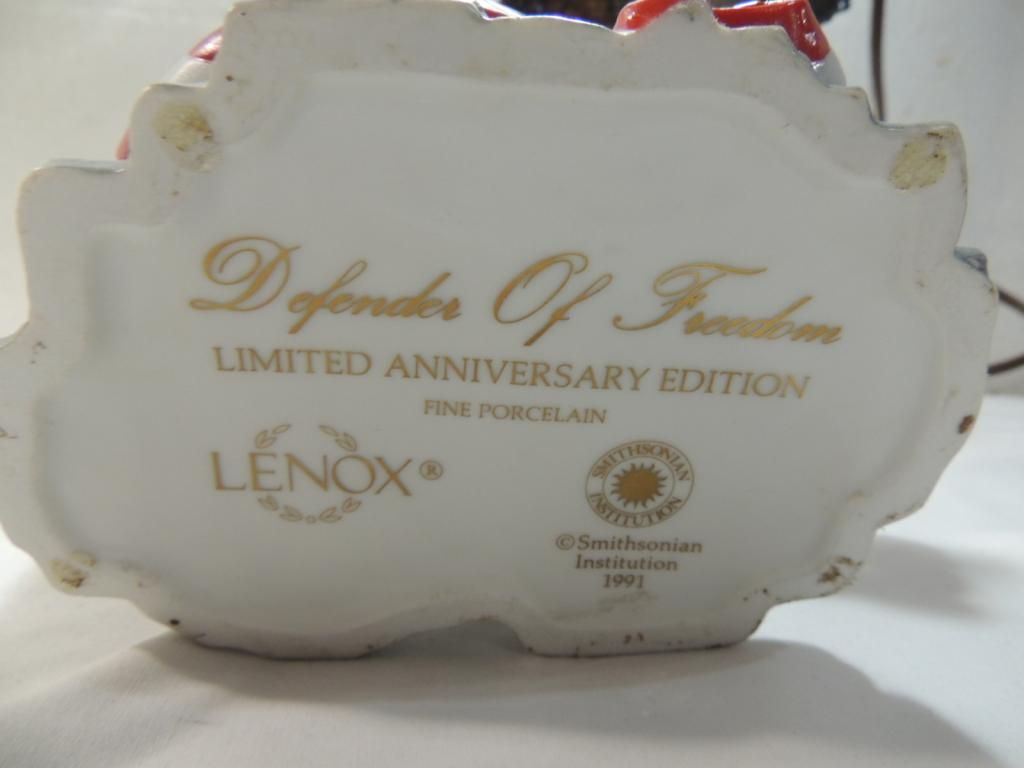 Defender Of Freedom
LIMITED ANNIVERSARY EDITION
FINE PORCELAIN
LENOX®
SMITHSONIAN
INSTITUTION
©Smithsonian
Institution
1991